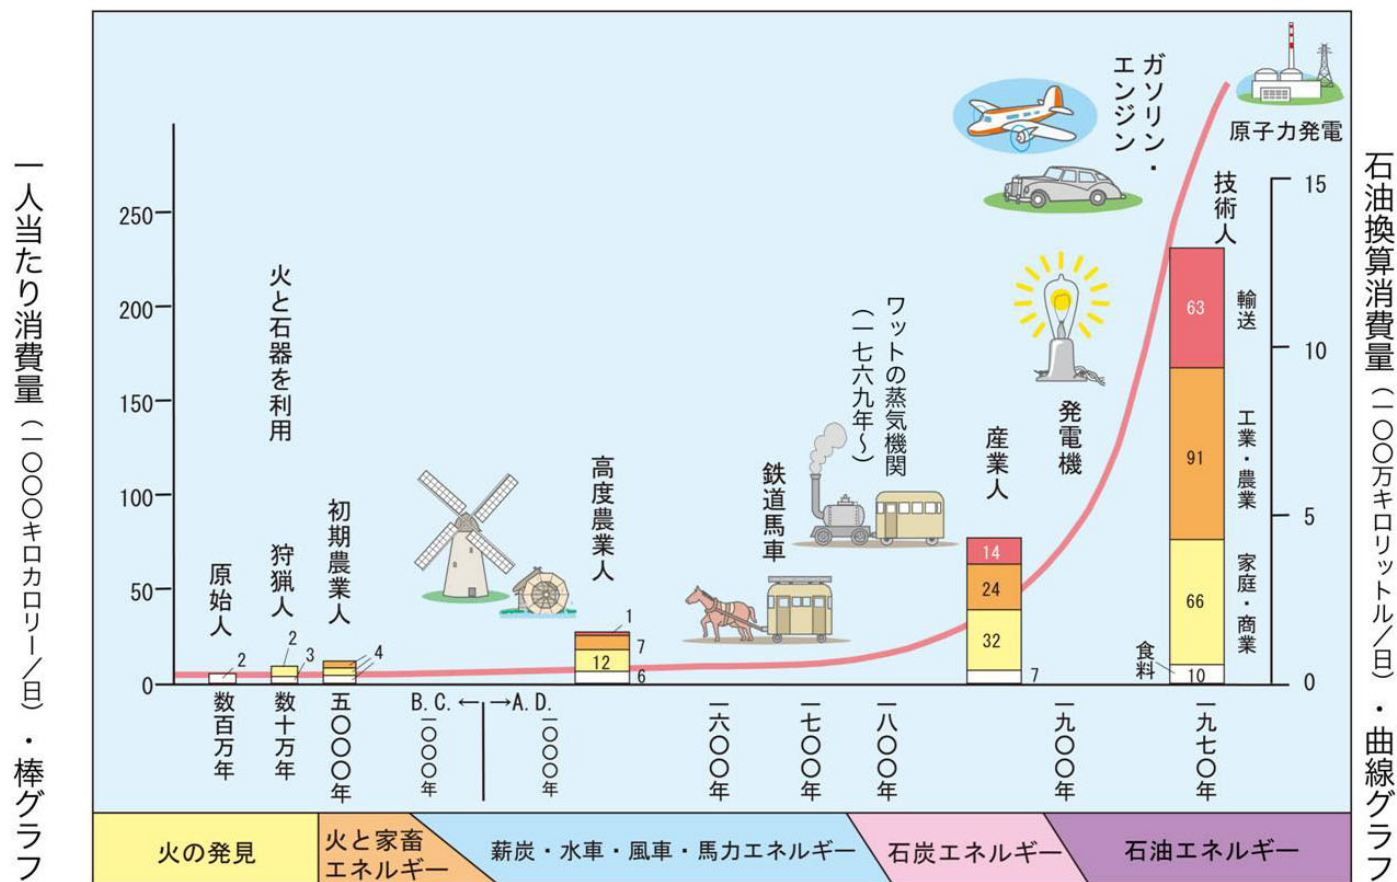 一人当たり消費量(一〇〇〇キロカロリー/日)・棒グラフ
250
200
150
100
50
0
原始人
2
火と石器を利用
狩猟人
2
3
初期農業人
4
高度農業人
1
7
12
6
鉄道馬車
ワットの蒸気機関
(一七六九年〜)
産業人
14
24
32
7
発電機
ガソリン・
エンジン
原子力発電
技術人
63
91
66
10
輸送
工業・農業
家庭・商業
食料
15
10
5
0
石油換算消費量(一〇〇万キロリットル/日)・曲線グラフ
数百万年
数十万年
五〇〇〇年
B.C.←→A.D.
一〇〇〇年
一〇〇〇年
一六〇〇年
一七〇〇年
一八〇〇年
一九〇〇年
一九七〇年
火の発見
火と家畜
エネルギー
薪炭・水車・風車・馬力エネルギー
石炭エネルギー
石油エネルギー